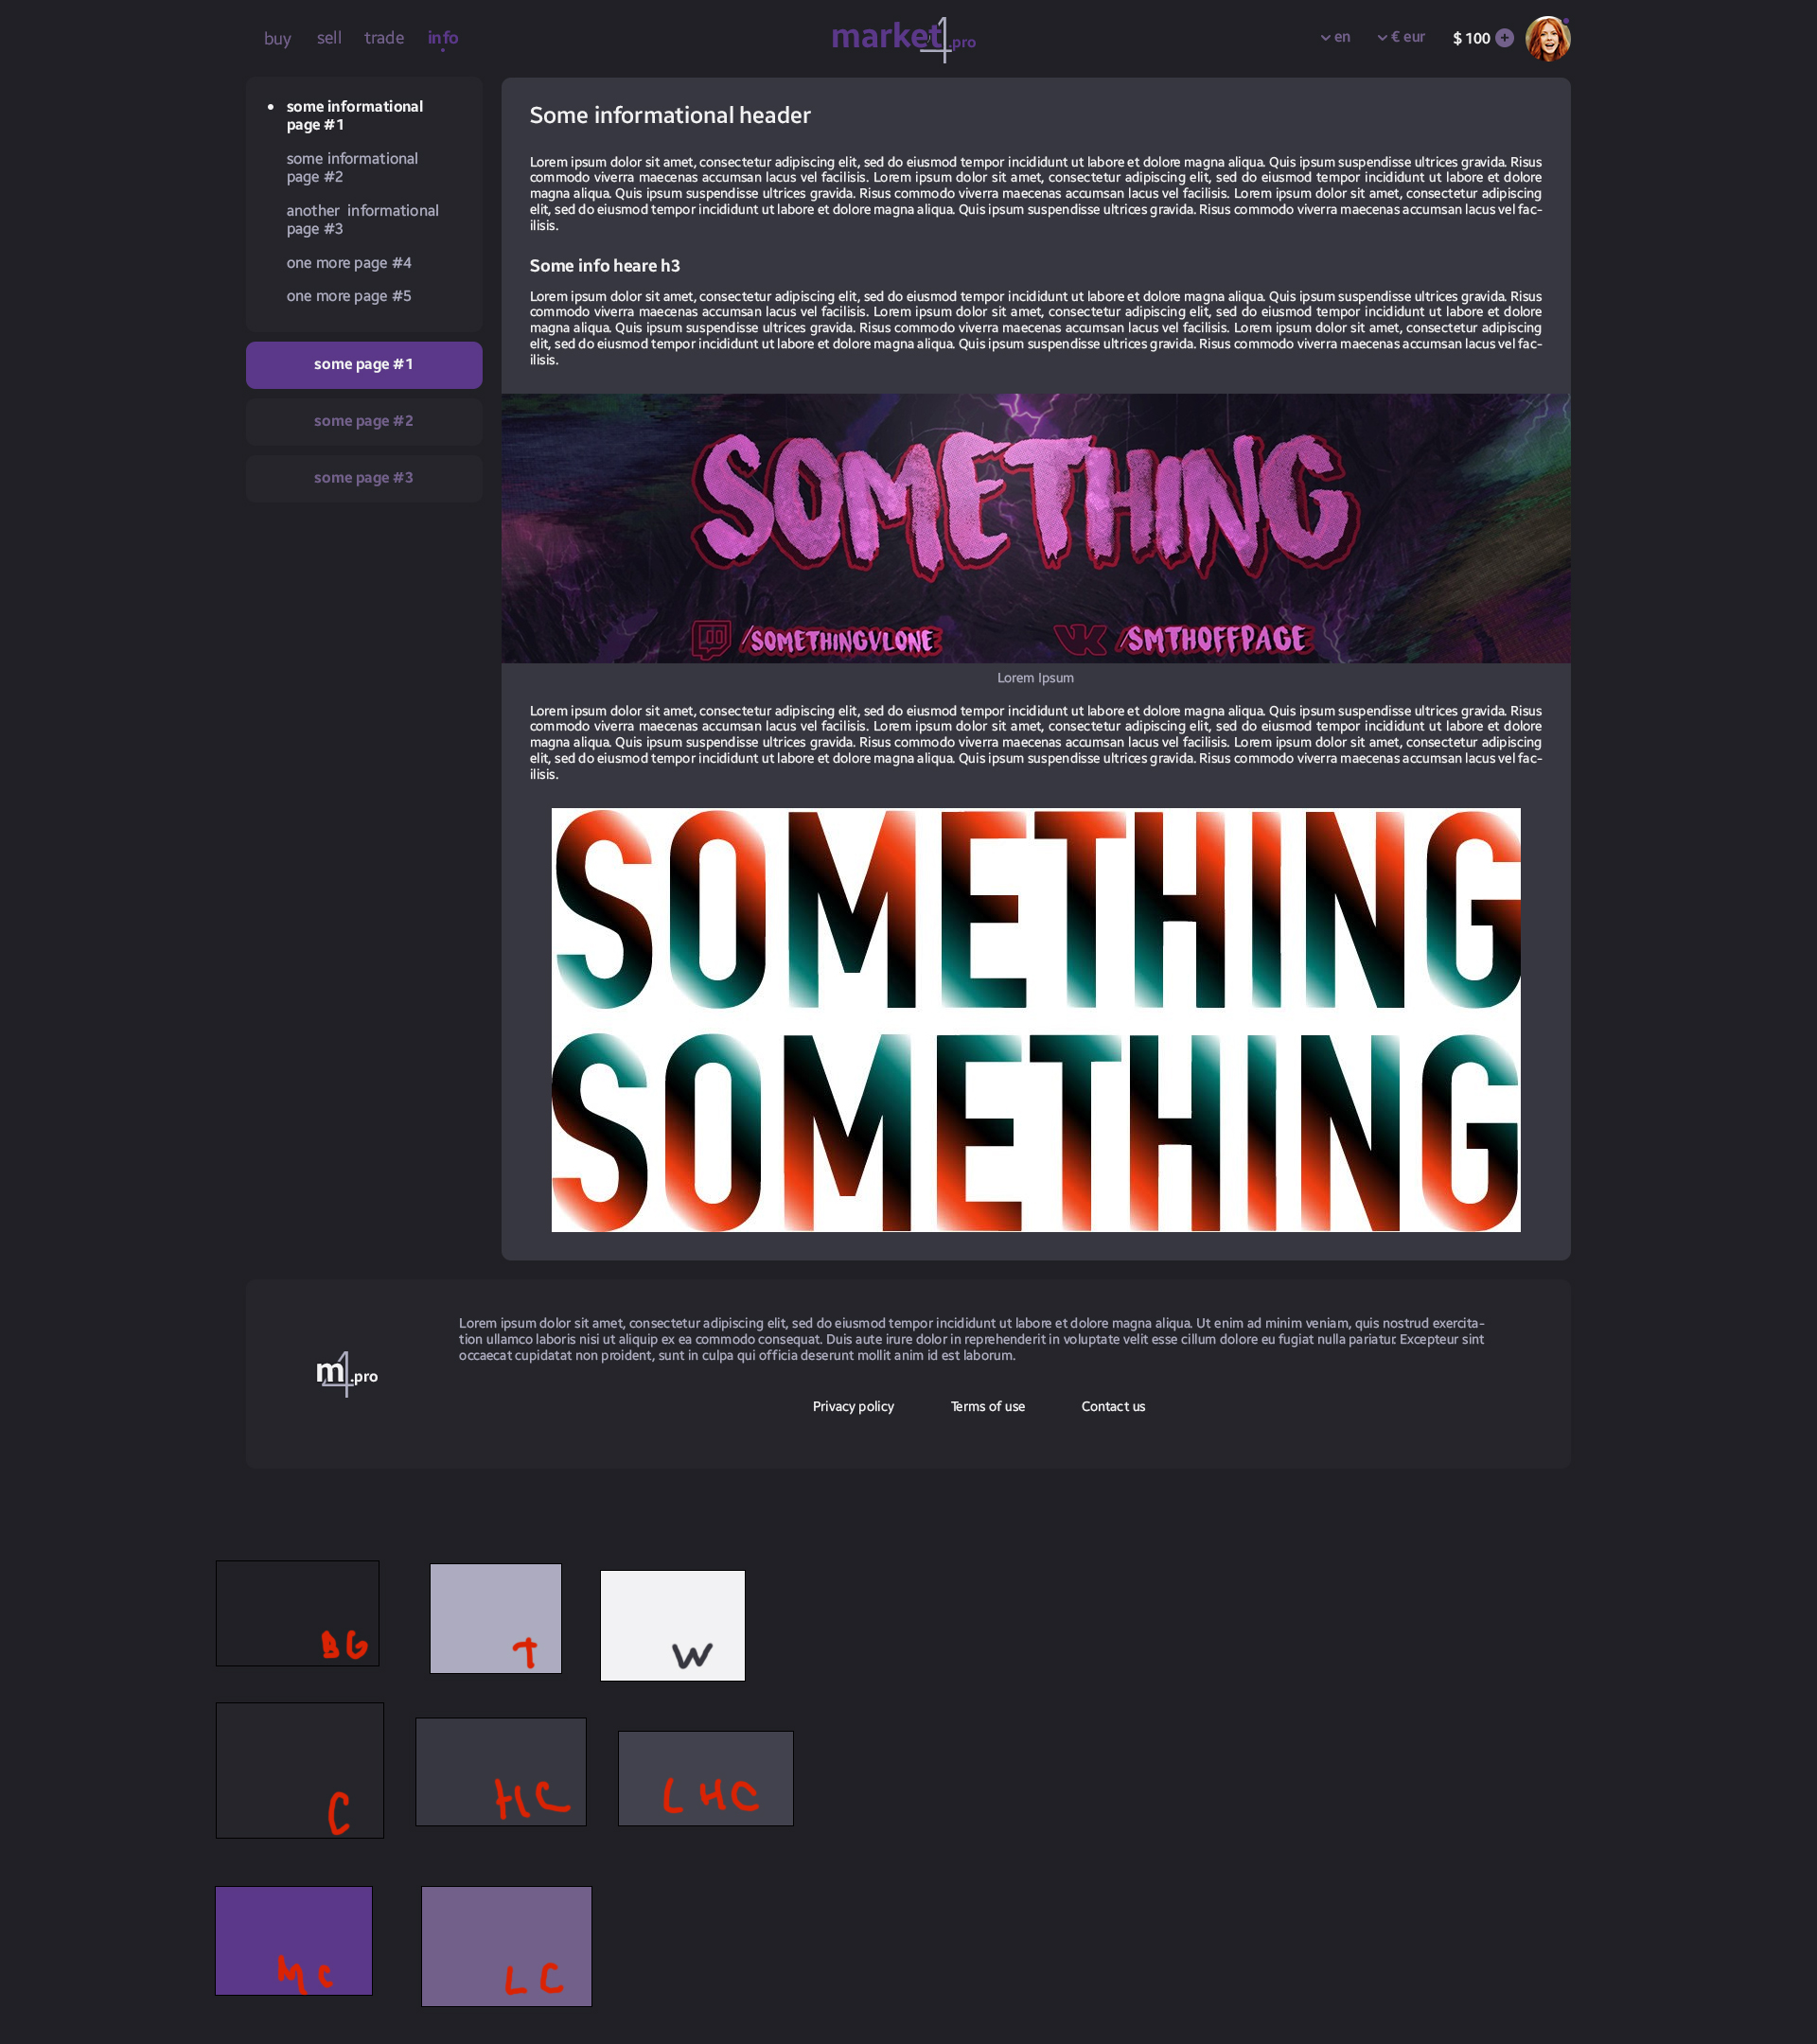 buy sell trade info
market4.pro
en € eur $ 100
some informational
page #1
some informational
page #2
another informational
page #3
one more page #4
one more page #5
some page #1
some page #2
some page #3
Some informational header
Lorem ipsum dolor sit amet, consectetur adipiscing elit, sed do eiusmod tempor incididunt ut labore et dolore magna aliqua. Quis ipsum suspendisse ultrices gravida. Risus
commodo viverra maecenas accumsan lacus vel facilisis. Lorem ipsum dolor sit amet, consectetur adipiscing elit, sed do eiusmod tempor incididunt ut labore et dolore
magna aliqua. Quis ipsum suspendisse ultrices gravida. Risus commodo viverra maecenas accumsan lacus vel facilisis. Lorem ipsum dolor sit amet, consectetur adipiscing
elit, sed do eiusmod tempor incididunt ut labore et dolore magna aliqua. Quis ipsum suspendisse ultrices gravida. Risus commodo viverra maecenas accumsan lacus vel fac-
ilisis.
Some info heare h3
Lorem ipsum dolor sit amet, consectetur adipiscing elit, sed do eiusmod tempor incididunt ut labore et dolore magna aliqua. Quis ipsum suspendisse ultrices gravida. Risus
commodo viverra maecenas accumsan lacus vel facilisis. Lorem ipsum dolor sit amet, consectetur adipiscing elit, sed do eiusmod tempor incididunt ut labore et dolore
magna aliqua. Quis ipsum suspendisse ultrices gravida. Risus commodo viverra maecenas accumsan lacus vel facilisis. Lorem ipsum dolor sit amet, consectetur adipiscing
elit, sed do eiusmod tempor incididunt ut labore et dolore magna aliqua. Quis ipsum suspendisse ultrices gravida. Risus commodo viverra maecenas accumsan lacus vel fac-
ilisis.
SOMETHING
/SOMETHINGVLONE /SMTHOFFPAGE
Lorem Ipsum
Lorem ipsum dolor sit amet, consectetur adipiscing elit, sed do eiusmod tempor incididunt ut labore et dolore magna aliqua. Quis ipsum suspendisse ultrices gravida. Risus
commodo viverra maecenas accumsan lacus vel facilisis. Lorem ipsum dolor sit amet, consectetur adipiscing elit, sed do eiusmod tempor incididunt ut labore et dolore
magna aliqua. Quis ipsum suspendisse ultrices gravida. Risus commodo viverra maecenas accumsan lacus vel facilisis. Lorem ipsum dolor sit amet, consectetur adipiscing
elit, sed do eiusmod tempor incididunt ut labore et dolore magna aliqua. Quis ipsum suspendisse ultrices gravida. Risus commodo viverra maecenas accumsan lacus vel fac-
ilisis.
SOMETHING
SOMETHING
m4.pro
Lorem ipsum dolor sit amet, consectetur adipiscing elit, sed do eiusmod tempor incididunt ut labore et dolore magna aliqua. Ut enim ad minim veniam, quis nostrud exercita-
tion ullamco laboris nisi ut aliquip ex ea commodo consequat. Duis aute irure dolor in reprehenderit in voluptate velit esse cillum dolore eu fugiat nulla pariatur. Excepteur sint
occaecat cupidatat non proident, sunt in culpa qui officia deserunt mollit anim id est laborum.
Privacy policy Terms of use Contact us
BG T W
C HC LHC
MC LC